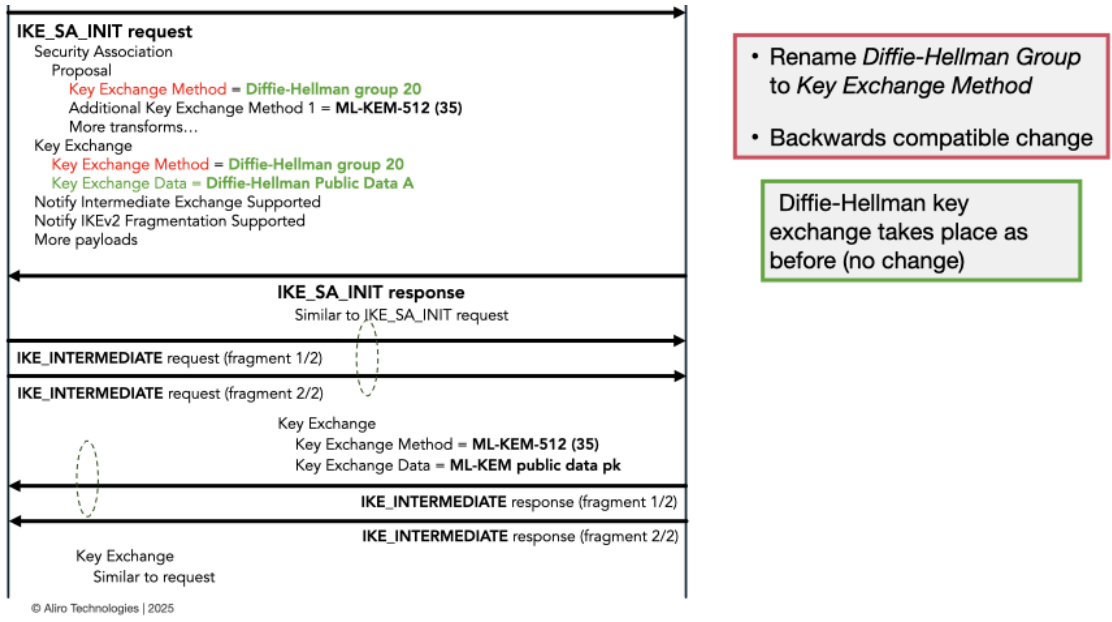 IKE_SA_INIT request
Security Association
Proposal
Key Exchange Method = Diffie-Hellman group 20
Additional Key Exchange Method 1 = ML-KEM-512 (35)
More transforms…
Key Exchange
Key Exchange Method = Diffie-Hellman group 20
Key Exchange Data = Diffie-Hellman Public Data A
Notify Intermediate Exchange Supported
Notify IKEv2 Fragmentation Supported
More payloads
IKE_SA_INIT response
Similar to IKE_SA_INIT request
IKE_INTERMEDIATE request (fragment 1/2)
IKE_INTERMEDIATE request (fragment 2/2)
Key Exchange
Key Exchange Method = ML-KEM-512 (35)
Key Exchange Data = ML-KEM public data pk
IKE_INTERMEDIATE response (fragment 1/2)
IKE_INTERMEDIATE response (fragment 2/2)
Key Exchange
Similar to request
© Aliro Technologies | 2025
• Rename Diffie-Hellman Group
to Key Exchange Method
• Backwards compatible change
Diffie-Hellman key
exchange takes place as
before (no change)